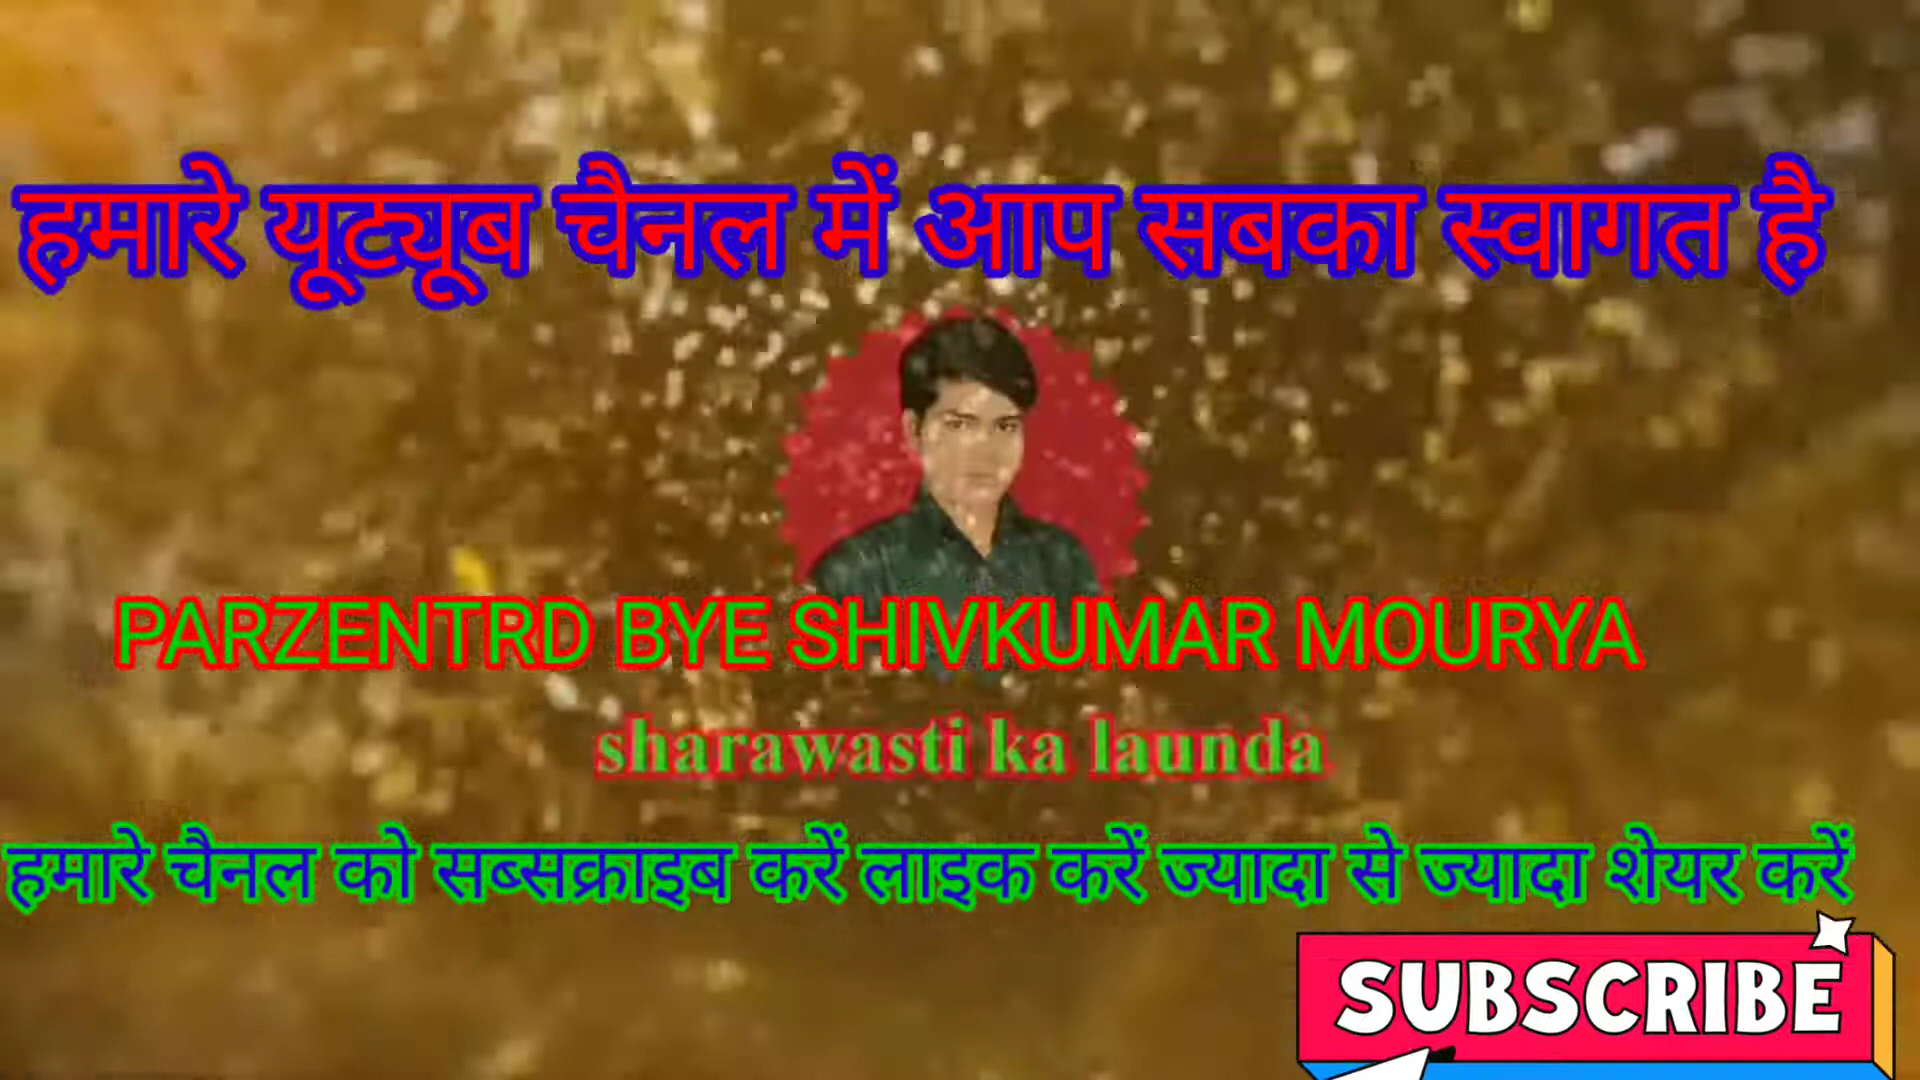 हमारे यूट्यूब चैनल में आप सबका स्वागत है
PARZENTRD BYE SHIVKUMAR MOURYA
sharawasti ka launda
हमारे चैनल को सब्सक्राइब करें लाइक करें ज्यादा से ज्यादा शेयर करें
SUBSCRIBE